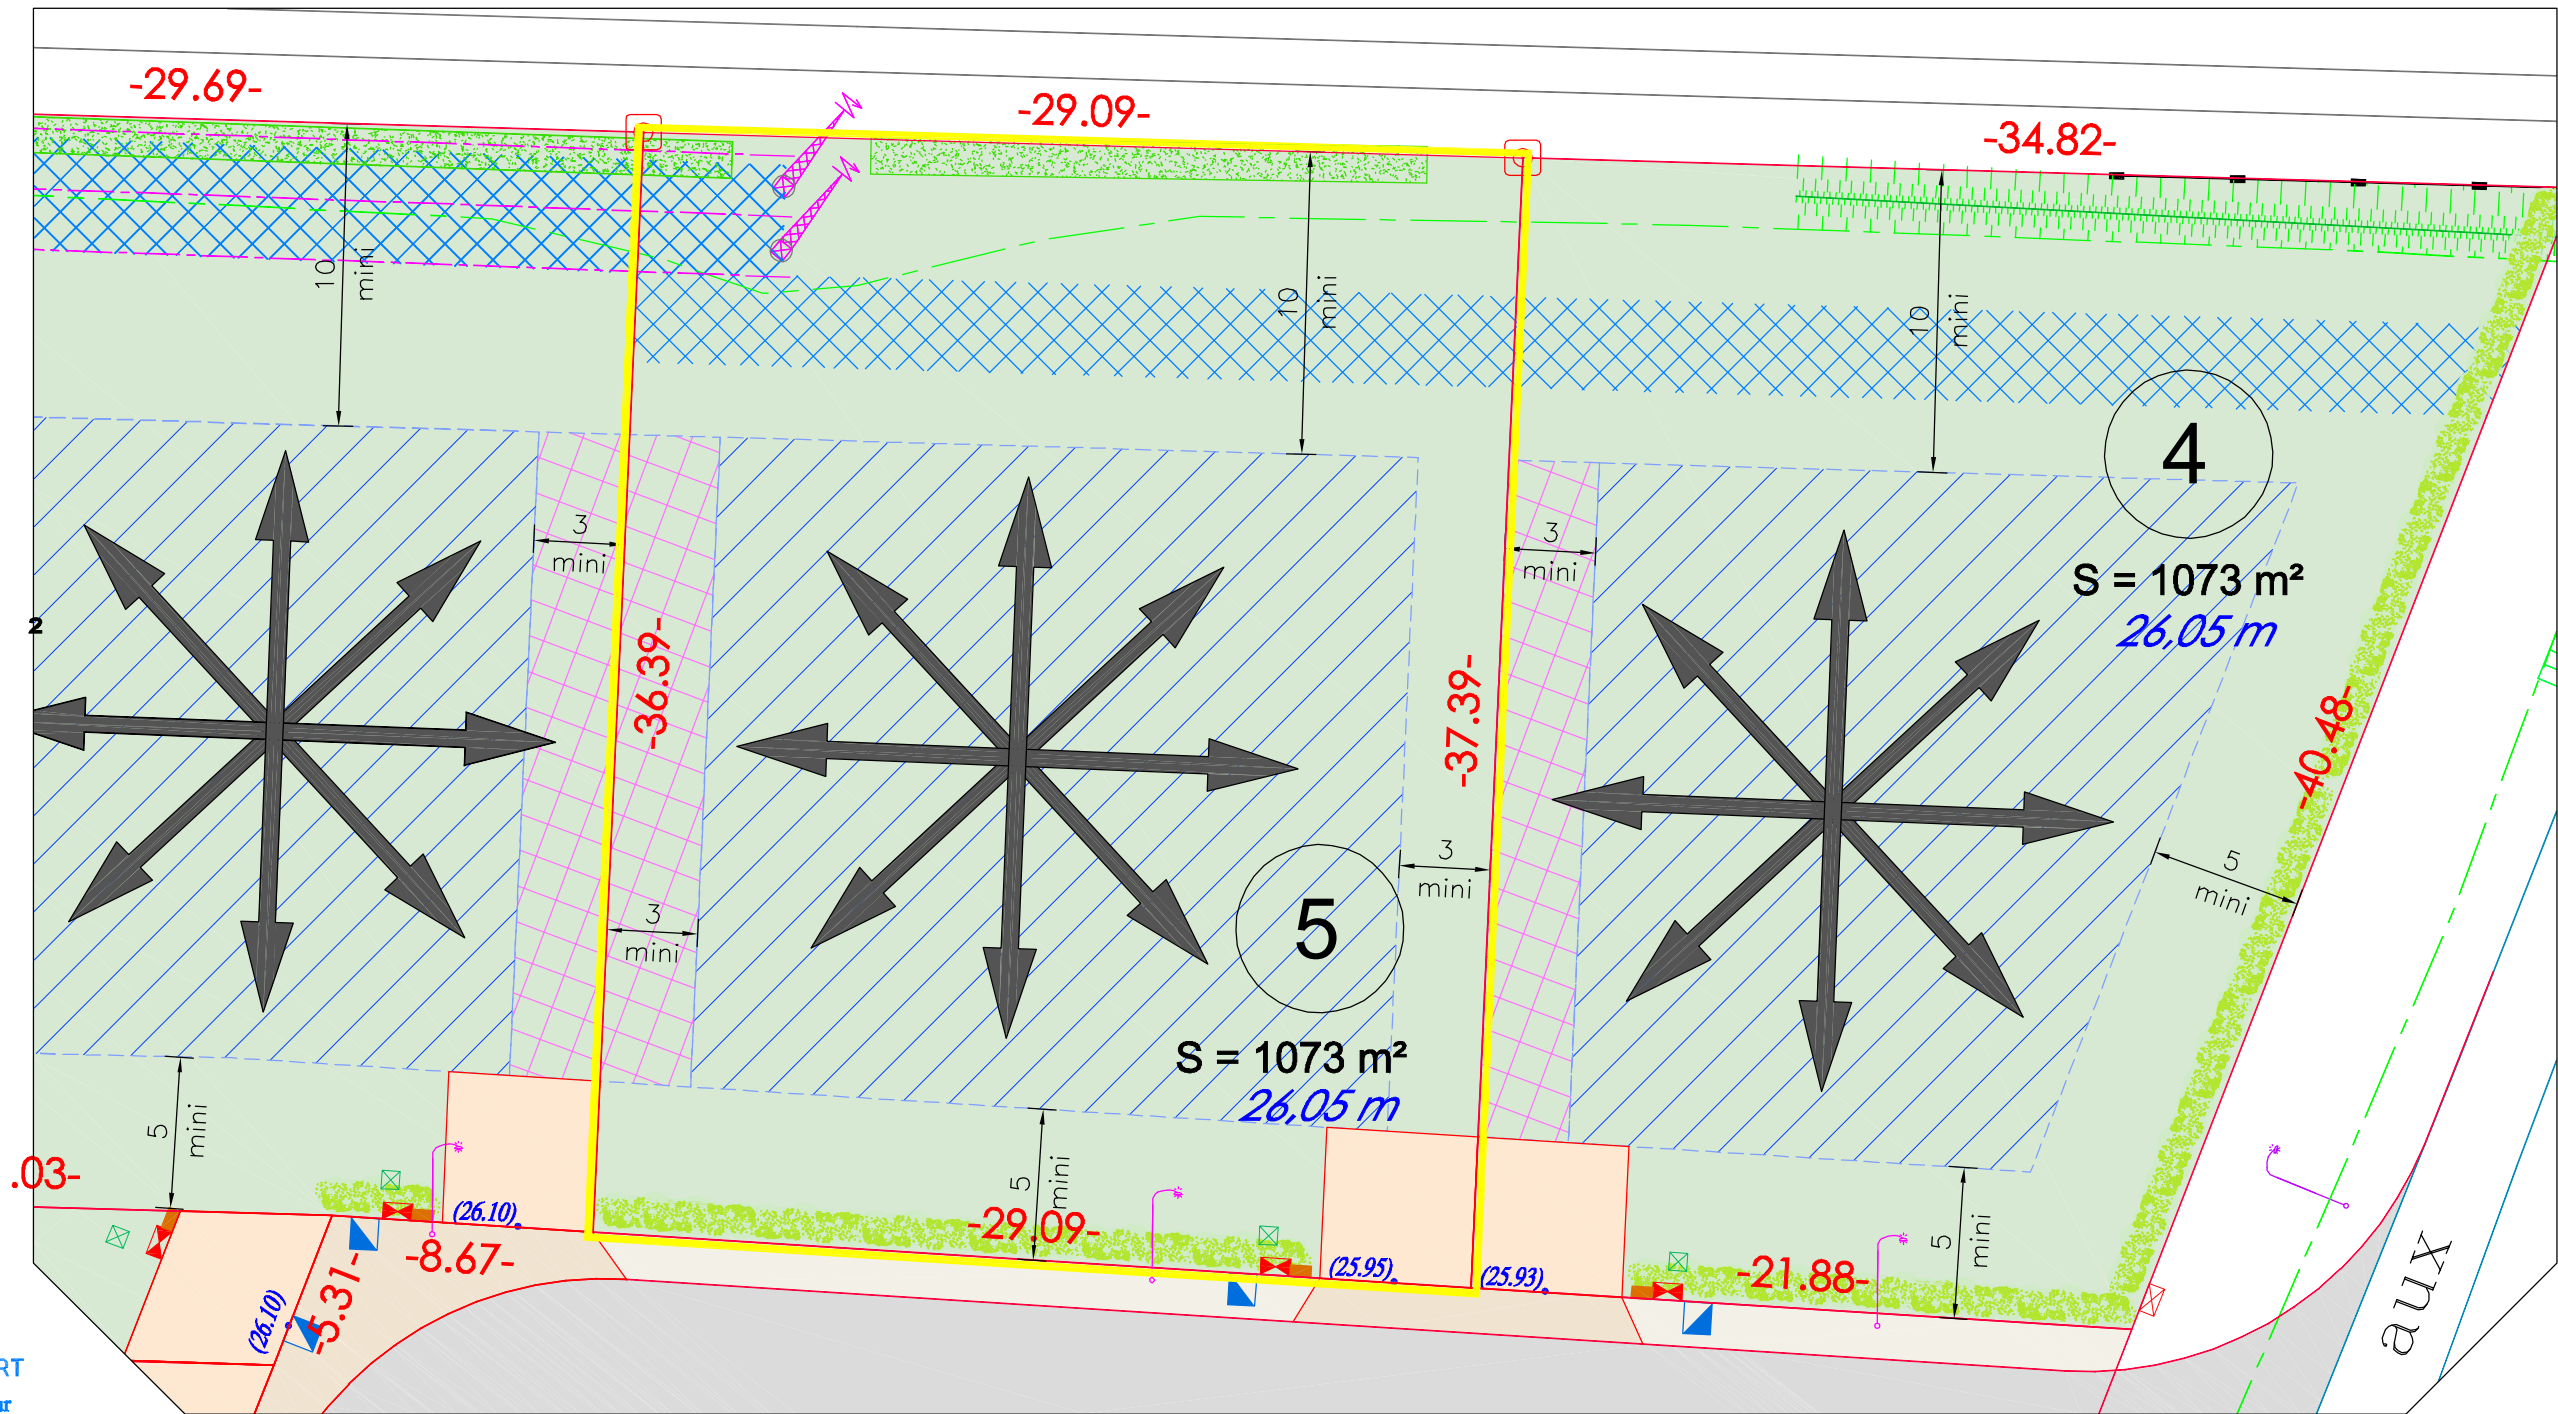 -29.69-
-29.09-
-34.82-
10
mini
10
mini
10
mini
4
S = 1073 m²
26,05 m
3
mini
3
mini
2
-36.39-
-37.39-
-40.48-
3
mini
5
mini
3
mini
5
S = 1073 m²
26,05 m
5
mini
5
mini
5
mini
.03-
(26.10)
-29.09-
(25.95)
(25.93)
-21.88-
-8.67-
-5.31-
(26.10)
aux
RT
ur